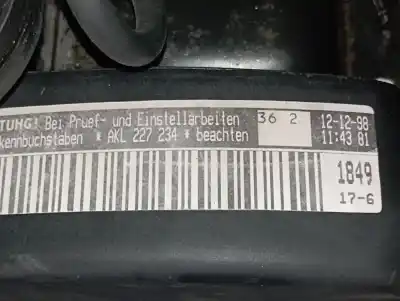 TUNG! Bei Pruef- und Einstellarbeiten 36 2 12-12-98
kennbuchstaben * AKL 227 234 * beachten 11:43 81
1849
17-6